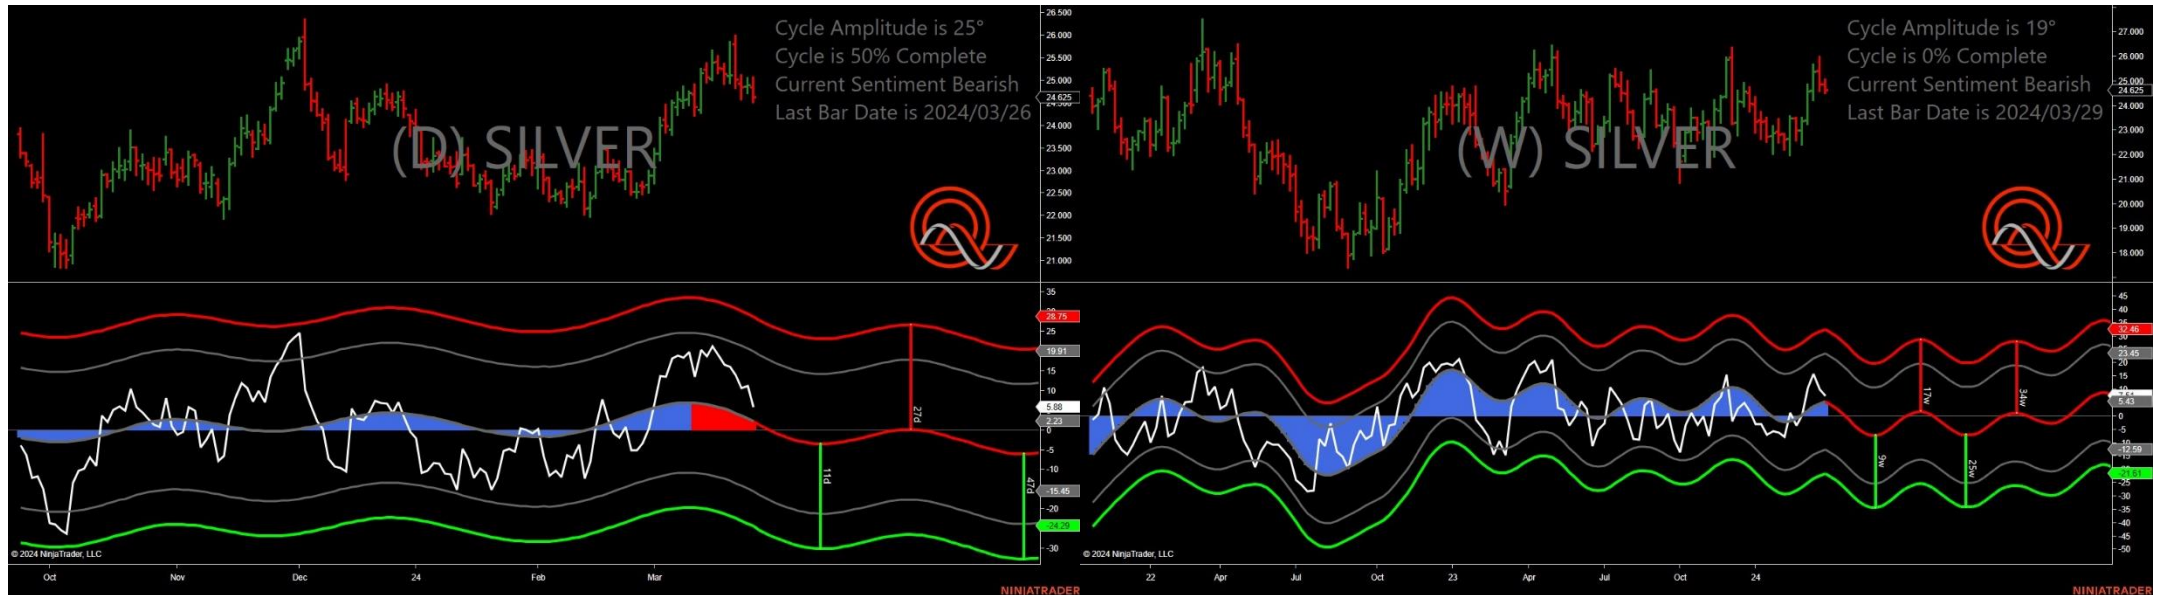 Cycle Amplitude is 25°
Cycle is 50% Complete
Current Sentiment Bearish
Last Bar Date is 2024/03/26
(D) SILVER
26.500
26.000
25.500
25.000
24.625
24.000
23.500
23.000
22.500
22.000
21.500
21.000
35
28.75
25
19.91
15
10
5.88
2.23
0
-5
-10
-15.45
-20
-24.29
-30
27d
11d
47d
© 2024 NinjaTrader, LLC
Oct Nov Dec 24 Feb Mar
NINJATRADER
Cycle Amplitude is 19°
Cycle is 0% Complete
Current Sentiment Bearish
Last Bar Date is 2024/03/29
(W) SILVER
27.000
26.000
25.000
24.625
24.000
23.000
22.000
21.000
20.000
19.000
18.000
45
40
32.46
23.45
20
15
10
5.43
-5
-12.59
-21.51
-25
-30
-35
-40
-45
-50
17w
34w
9w
25w
© 2024 NinjaTrader, LLC
22 Apr Jul Oct 23 Apr Jul Oct 24
NINJATRADER